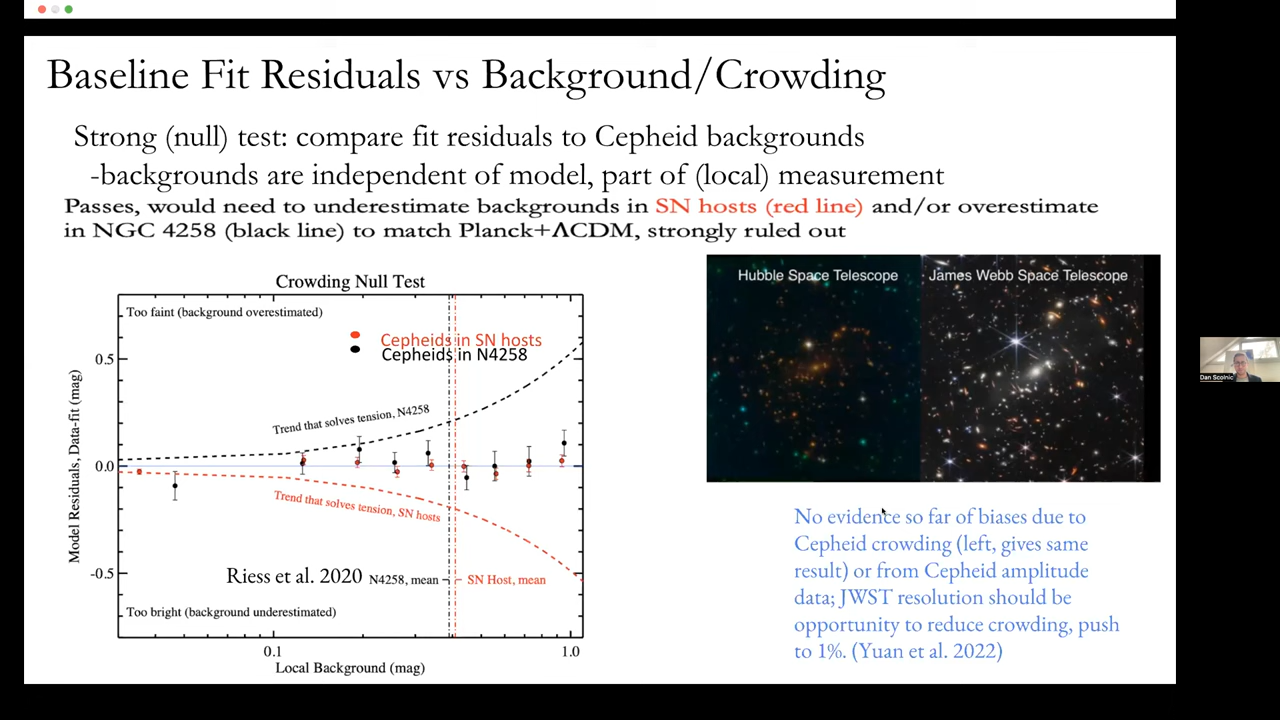 Baseline Fit Residuals vs Background/Crowding
Strong (null) test: compare fit residuals to Cepheid backgrounds
-backgrounds are independent of model, part of (local) measurement
Passes, would need to underestimate backgrounds in SN hosts (red line) and/or overestimate
in NGC 4258 (black line) to match Planck+ΛCDM, strongly ruled out
Crowding Null Test
Too faint (background overestimated)
Cepheids in SN hosts
Cepheids in N4258
Trend that solves tension, N4258
Trend that solves tension, SN hosts
Riess et al. 2020
N4258, mean
SN Host, mean
Too bright (background underestimated)
0.5
0.0
-0.5
Model Residuals, Data-fit (mag)
0.1
1.0
Local Background (mag)
Hubble Space Telescope
James Webb Space Telescope
No evidence so far of biases due to
Cepheid crowding (left, gives same
result) or from Cepheid amplitude
data; JWST resolution should be
opportunity to reduce crowding, push
to 1%. (Yuan et al. 2022)
Dan Scolnic